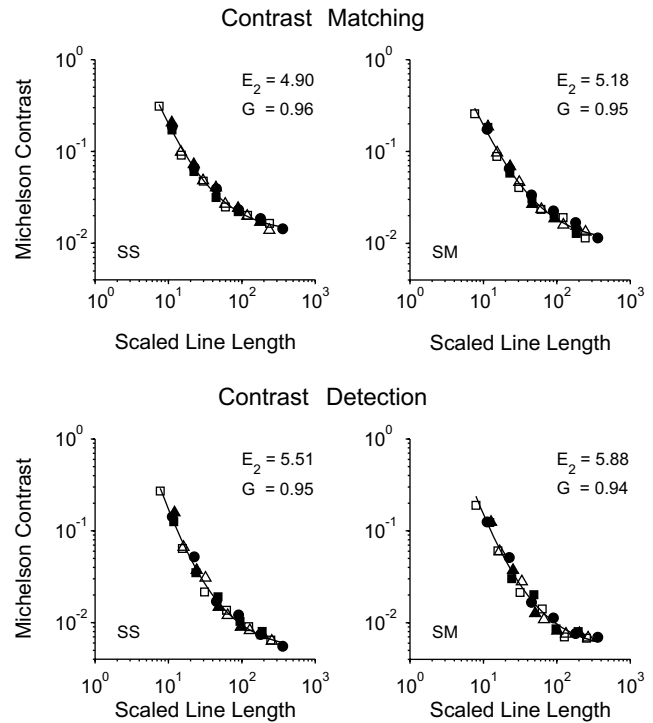 Contrast Matching
10^0
10^-1
10^-2
Michelson Contrast
E_2 = 4.90
G = 0.96
SS
10^0 10^1 10^2 10^3
Scaled Line Length
10^0
10^-1
10^-2
E_2 = 5.18
G = 0.95
SM
10^0 10^1 10^2 10^3
Scaled Line Length
Contrast Detection
10^0
10^-1
10^-2
Michelson Contrast
E_2 = 5.51
G = 0.95
SS
10^0 10^1 10^2 10^3
Scaled Line Length
10^0
10^-1
10^-2
E_2 = 5.88
G = 0.94
SM
10^0 10^1 10^2 10^3
Scaled Line Length